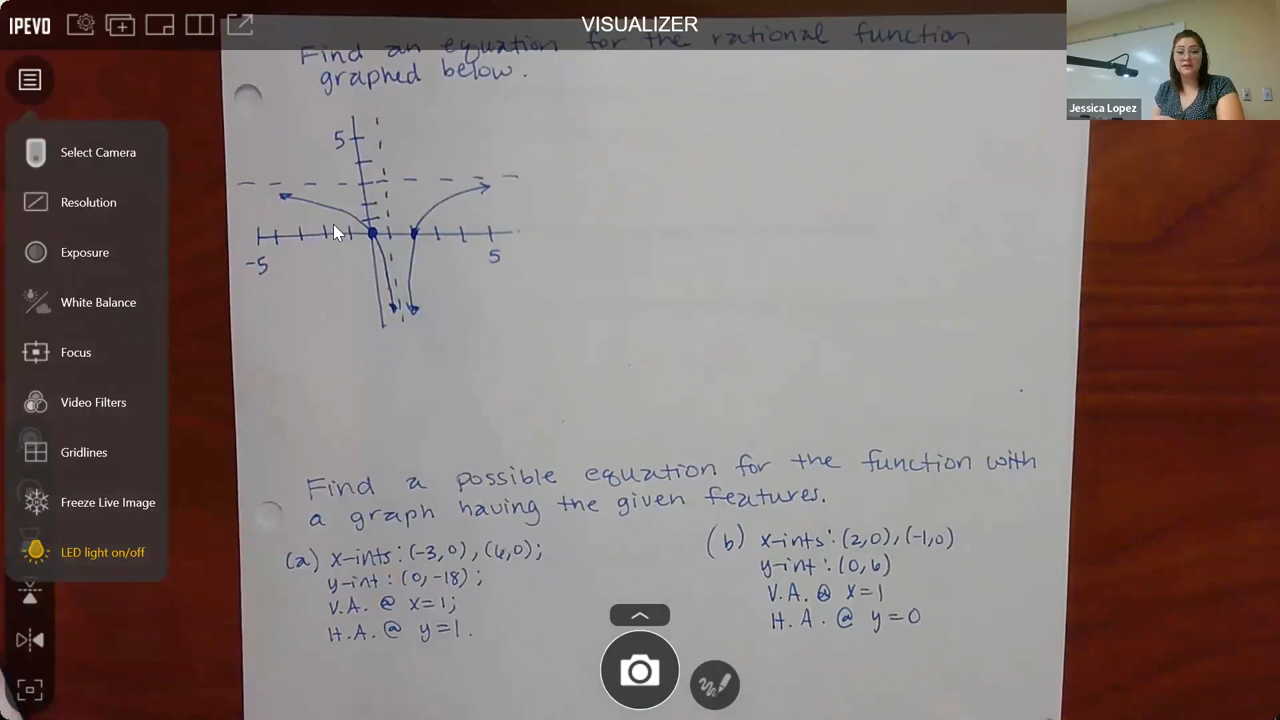 IPEVO
VISUALIZER
Jessica Lopez
Select Camera
Resolution
Exposure
White Balance
Focus
Video Filters
Gridlines
Freeze Live Image
LED light on/off
Find an equation for the rational function
graphed below.
5
-5
5
Find a possible equation for the function with
a graph having the given features.
(a) x-ints: (-3,0), (6,0);
y-int: (0,-18);
V.A. @ x=1;
H.A. @ y=1.
(b) x-ints: (2,0), (-1,0)
y-int: (0,6)
V.A. @ x=1
H.A. @ y=0